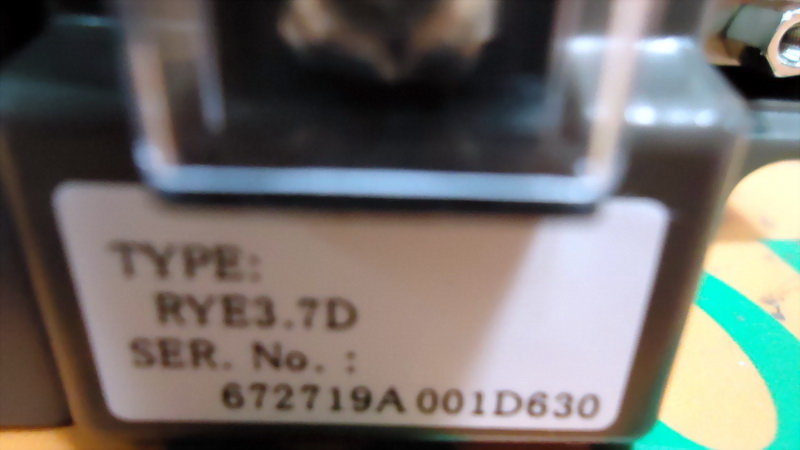 TYPE:
RYE3.7D
SER. No. :
672719A 001D630